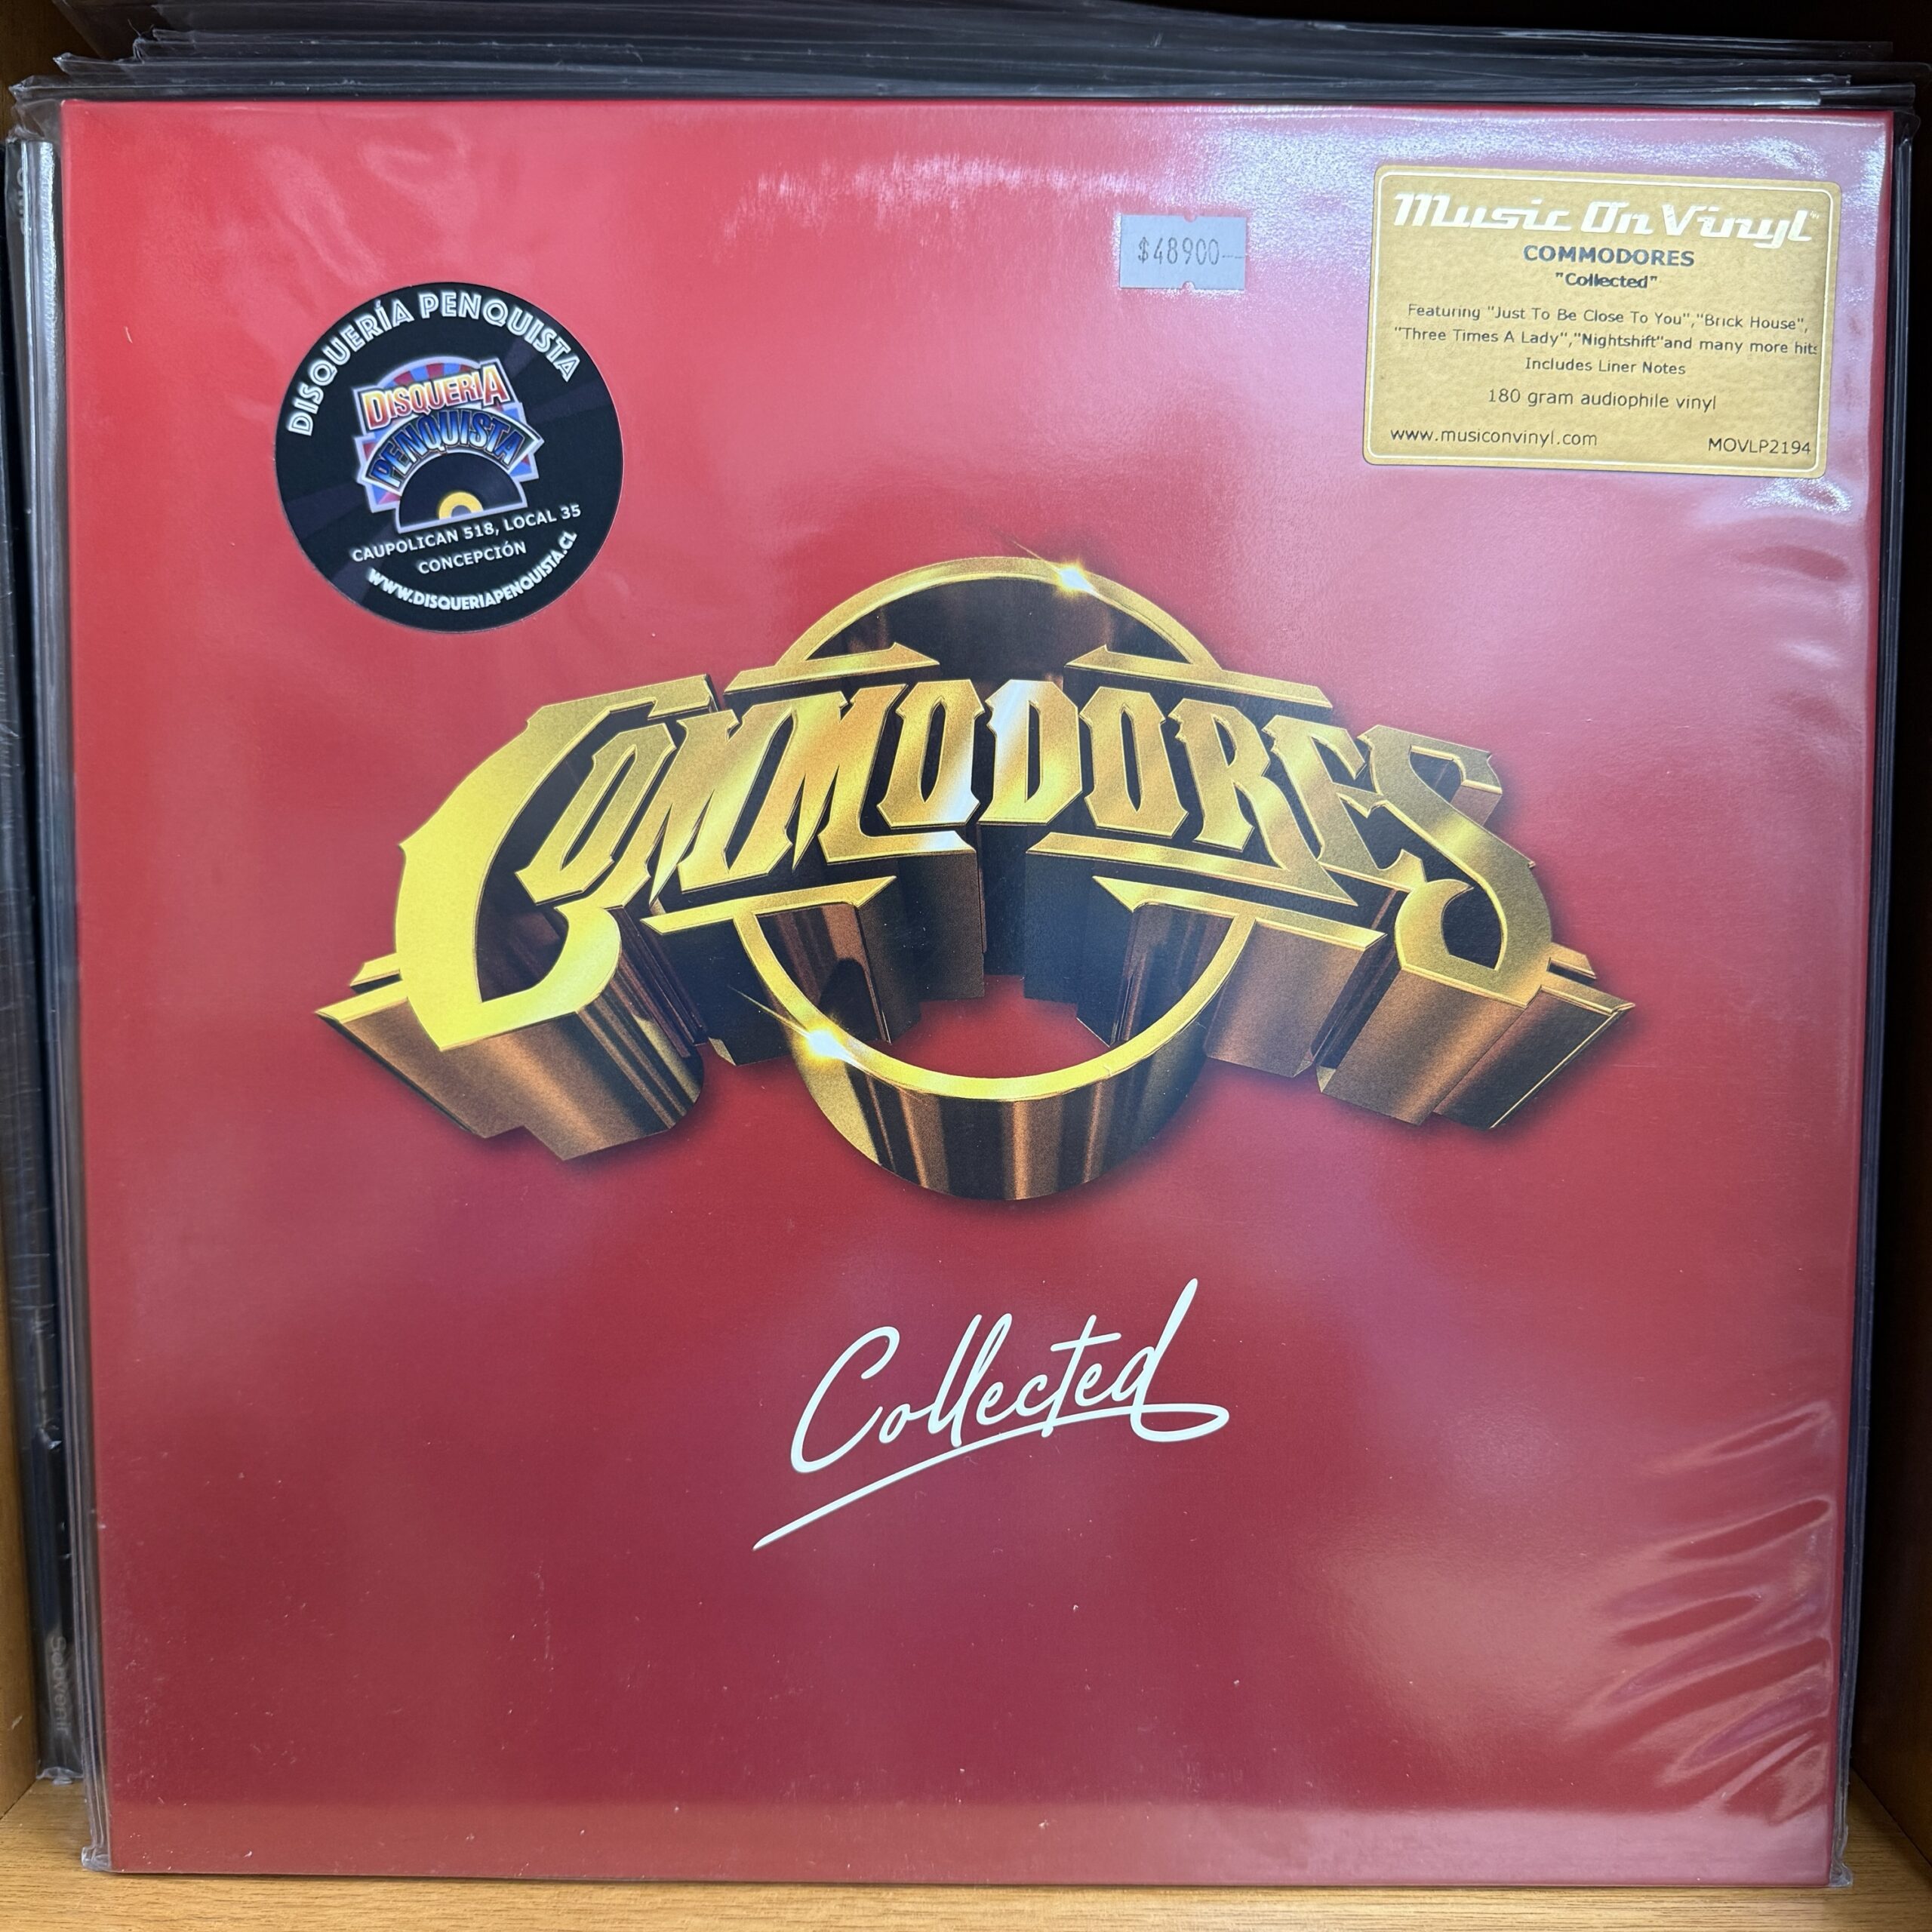 DISQUERÍA PENQUISTA
DISQUERIA
PENQUISTA
CAUPOLICAN 518, LOCAL 35
CONCEPCIÓN
WWW.DISQUERIAPENQUISTA.CL
$48900
Music On Vinyl
COMMODORES
"Collected"
Featuring "Just To Be Close To You","Brick House",
"Three Times A Lady","Nightshift"and many more hits
Includes Liner Notes
180 gram audiophile vinyl
www.musiconvinyl.com MOVLP2194
COMMODORES
Collected